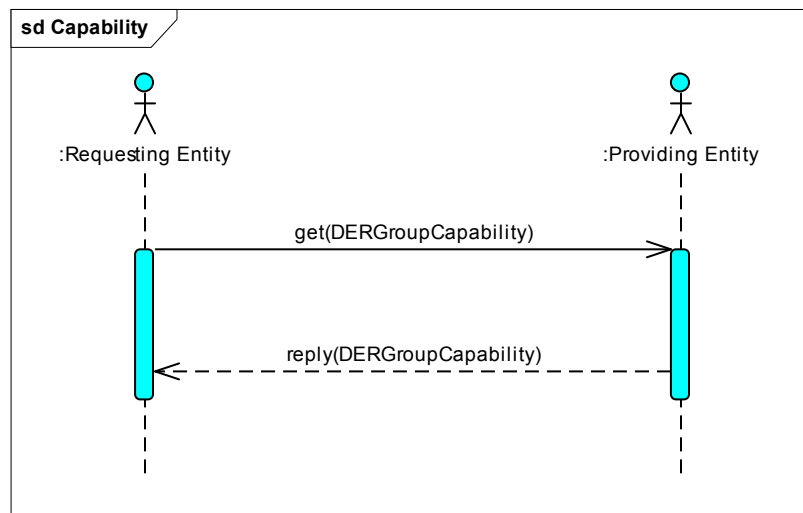 sd Capability
:Requesting Entity
:Providing Entity
get(DERGroupCapability)
reply(DERGroupCapability)